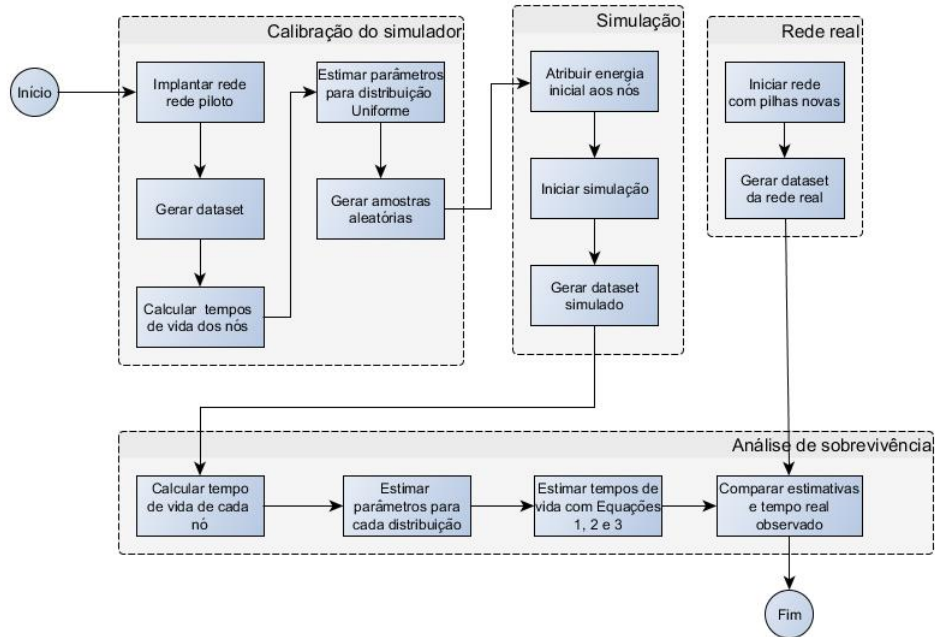 Calibração do simulador
Início
Implantar rede
rede piloto
Gerar dataset
Calcular tempos
de vida dos nós
Estimar parâmetros
para distribuição
Uniforme
Gerar amostras
aleatórias
Simulação
Atribuir energia
inicial aos nós
Iniciar simulação
Gerar dataset
simulado
Rede real
Iniciar rede
com pilhas novas
Gerar dataset
da rede real
Análise de sobrevivência
Calcular tempo
de vida de cada
nó
Estimar
parâmetros para
cada distribuição
Estimar tempos de
vida com Equações
1, 2 e 3
Comparar estimativas
e tempo real
observado
Fim